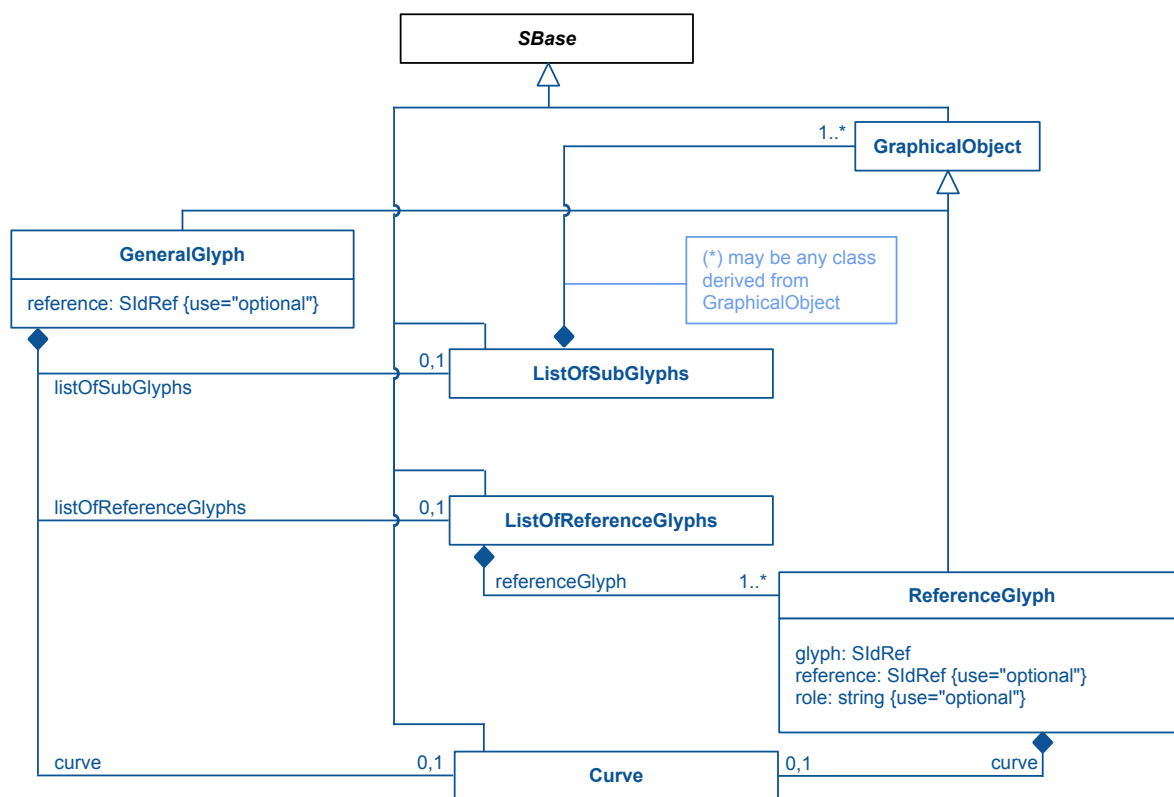 SBase
1..*
GraphicalObject
GeneralGlyph
reference: SIdRef {use="optional"}
(*) may be any class
derived from
GraphicalObject
0,1
ListOfSubGlyphs
listOfSubGlyphs
listOfReferenceGlyphs
0,1
ListOfReferenceGlyphs
referenceGlyph
1..*
ReferenceGlyph
glyph: SIdRef
reference: SIdRef {use="optional"}
role: string {use="optional"}
curve
0,1
Curve
0,1
curve